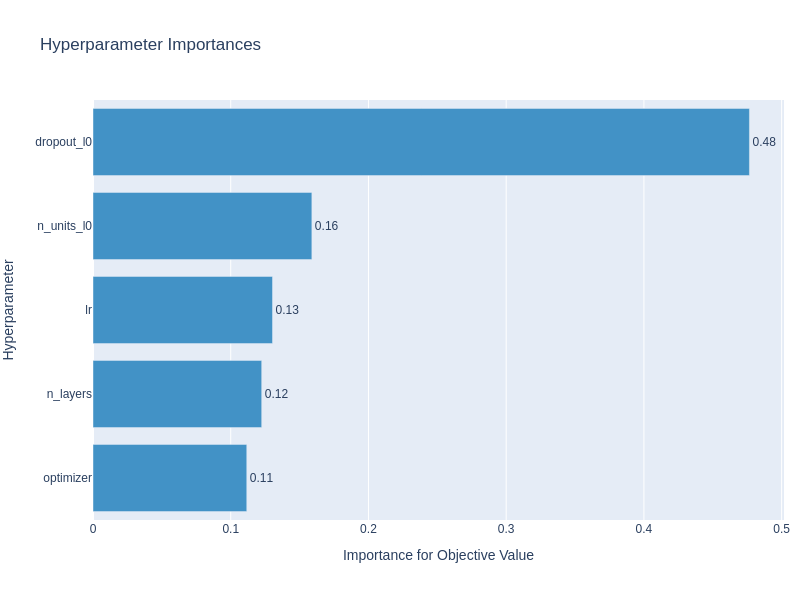 Hyperparameter Importances
Hyperparameter
dropout_l0
0.48
n_units_l0
0.16
lr
0.13
n_layers
0.12
optimizer
0.11
0
0.1
0.2
0.3
0.4
0.5
Importance for Objective Value